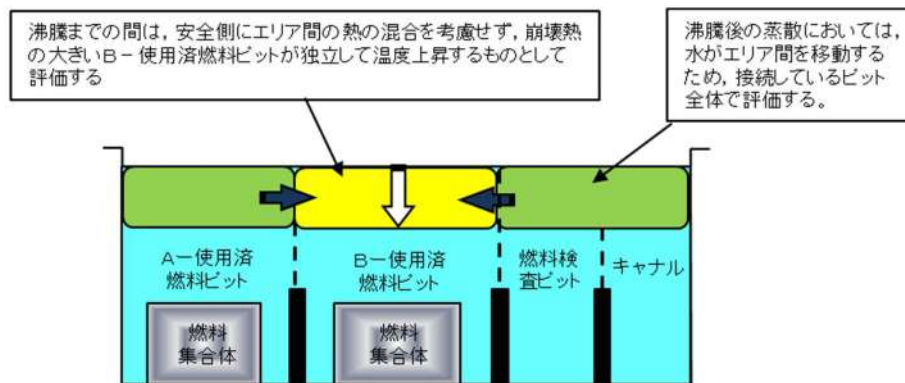 沸騰までの間は，安全側にエリア間の熱の混合を考慮せず，崩壊熱
の大きいB－使用済燃料ピットが独立して温度上昇するものとして
評価する
沸騰後の蒸散においては，
水がエリア間を移動する
ため，接続しているピット
全体で評価する。
A－使用済
燃料ピット
B－使用済
燃料ピット
燃料検
査ピット
キャナル
燃料
集合体
燃料
集合体